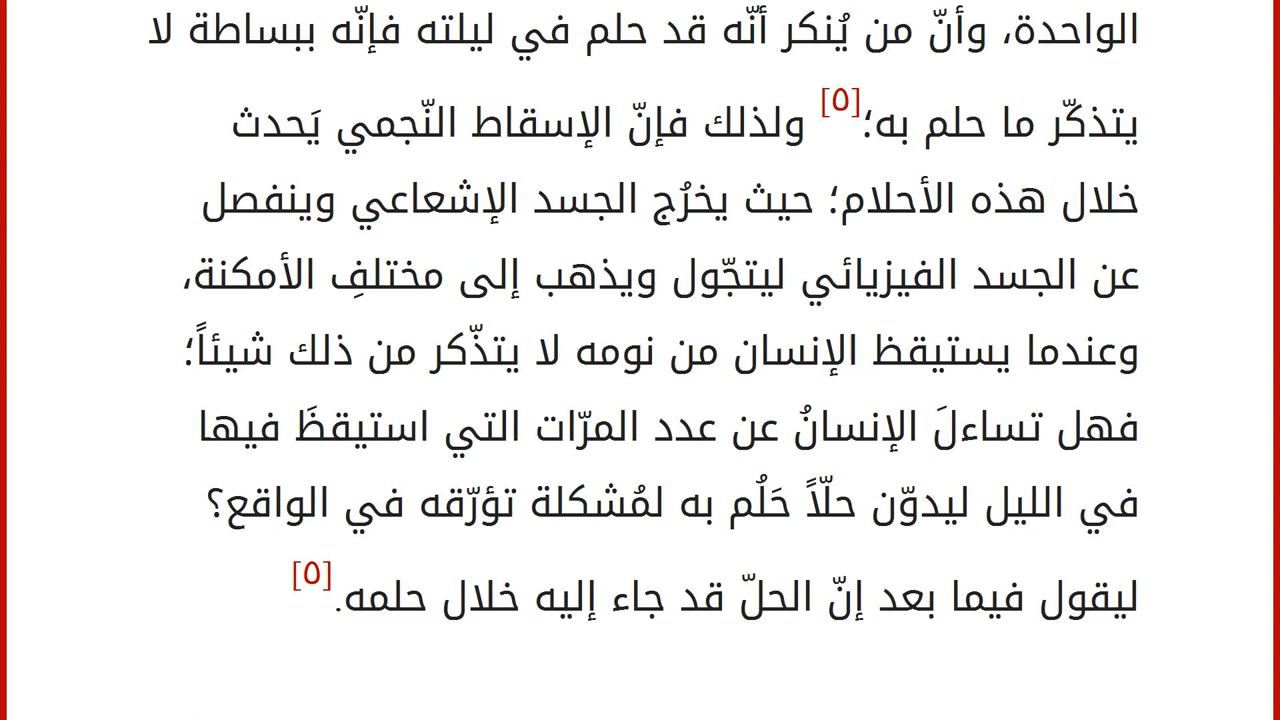 الواحدة، وأنّ من يُنكر أنّه قد حلم في ليلته فإنّه ببساطة لا
يتذكّر ما حلم به؛[٥] ولذلك فإنّ الإسقاط النّجمي يَحدث
خلال هذه الأحلام؛ حيث يخرُج الجسد الإشعاعي وينفصل
عن الجسد الفيزيائي ليتجّول ويذهب إلى مختلفِ الأمكنة،
وعندما يستيقظ الإنسان من نومه لا يتذّكر من ذلك شيئاً؛
فهل تساءلَ الإنسانُ عن عدد المرّات التي استيقظَ فيها
في الليل ليدوّن حلّاً حَلُم به لمُشكلة تؤرّقه في الواقع؟
ليقول فيما بعد إنّ الحلّ قد جاء إليه خلال حلمه.[٥]